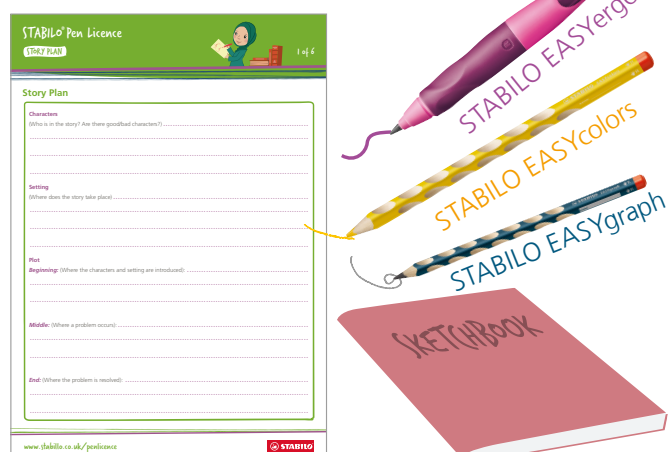 STABILO® Pen Licence
STORY PLAN
1 of 6
Story Plan
Characters
(Who is in the story? Are there good/bad characters?)
Setting
(Where does the story take place)
Plot
Beginning: (Where the characters and setting are introduced):
Middle: (Where a problem occurs):
End: (Where the problem is resolved):
www.stabilo.co.uk/penlicence
STABILO
STABILO EASYergo
STABILO EASYcolors
STABILO EASYgraph
SKETCHBOOK